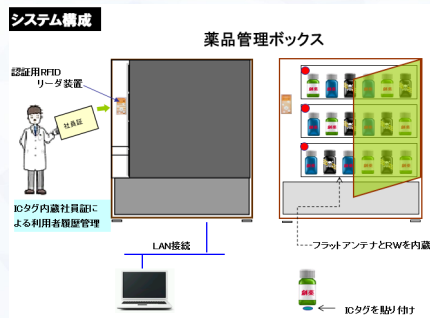 システム構成
薬品管理ボックス
認証用RFID
リーダ装置
社員証
ICタグ内蔵社員証に
よる利用者履歴管理
LAN接続
フラットアンテナとRWを内蔵
ICタグを貼り付け